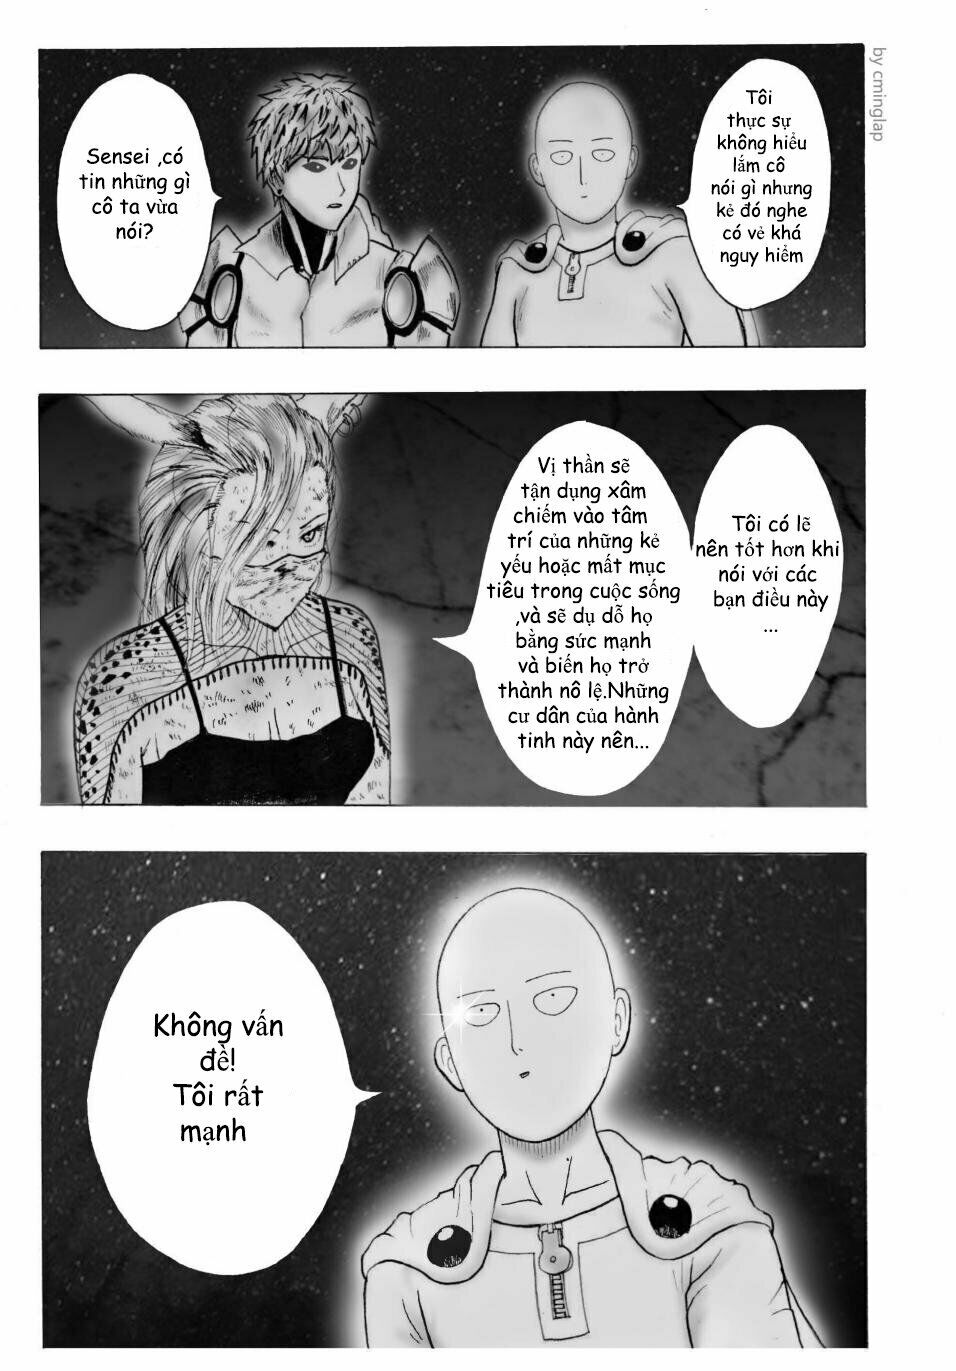 by cminglap
Tôi
thực sự
không hiểu
lắm cô
nói gì nhưng
kẻ đó nghe
có vẻ khá
nguy hiểm
Sensei ,có
tin những gì
cô ta vừa
nói?
Tôi có lẽ
nên tốt hơn khi
nói với các
bạn điều này
...
Vị thần sẽ
tận dụng xâm
chiếm vào tâm
trí của những kẻ
yếu hoặc mất mục
tiêu trong cuộc sống
,và sẽ dụ dỗ họ
bằng sức mạnh
và biến họ trở
thành nô lệ.Những
cư dân của hành
tinh này nên...
Không vấn
đề!
Tôi rất
mạnh